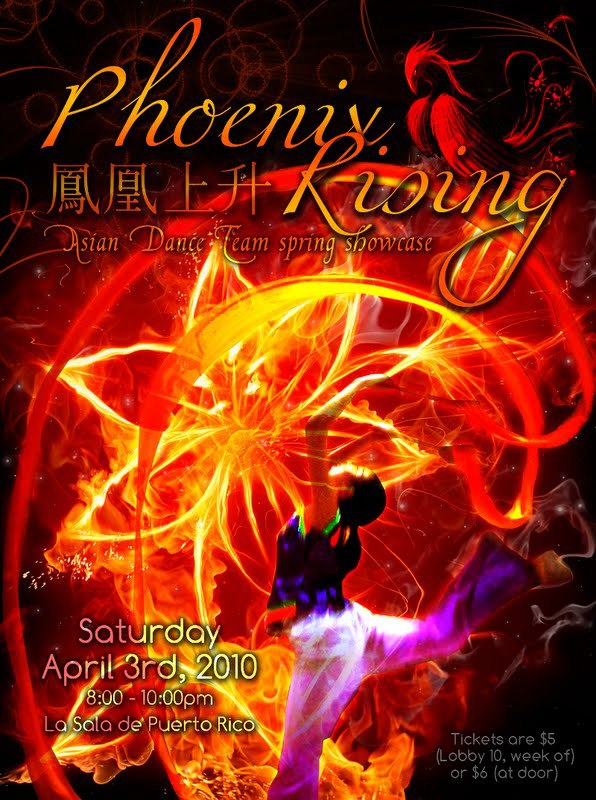 Phoenix
鳳凰上升 Rising
Asian Dance Team spring showcase
Saturday
April 3rd, 2010
8:00 - 10:00pm
La Sala de Puerto Rico
Tickets are $5
(Lobby 10, week of)
or $6 (at door)